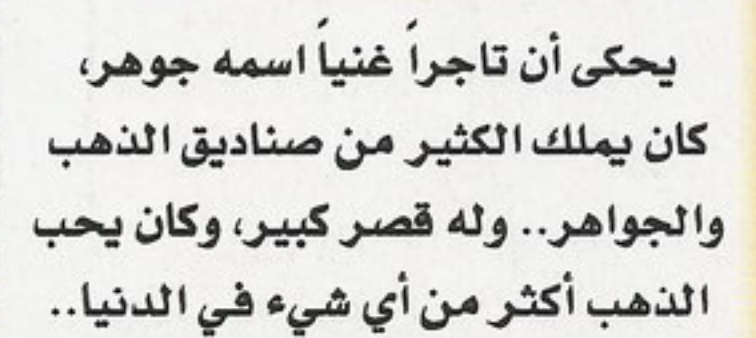 يحكى أن تاجراً غنياً اسمه جوهر،
كان يملك الكثير من صناديق الذهب
والجواهر.. وله قصر كبير، وكان يحب
الذهب أكثر من أي شيء في الدنيا..